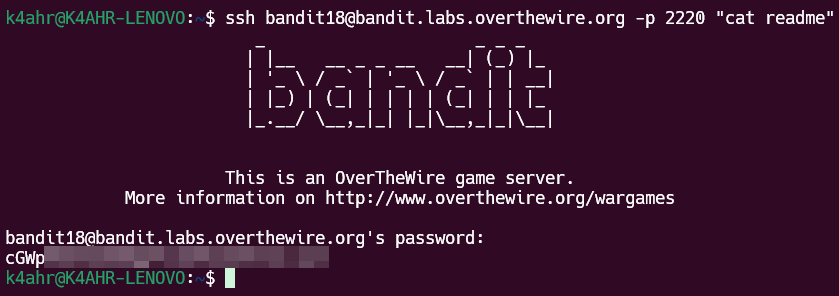 k4ahr@K4AHR-LENOVO:~$ ssh bandit18@bandit.labs.overthewire.org -p 2220 "cat readme"
bandit
This is an OverTheWire game server.
More information on http://www.overthewire.org/wargames
bandit18@bandit.labs.overthewire.org's password:
cGWp
k4ahr@K4AHR-LENOVO:~$